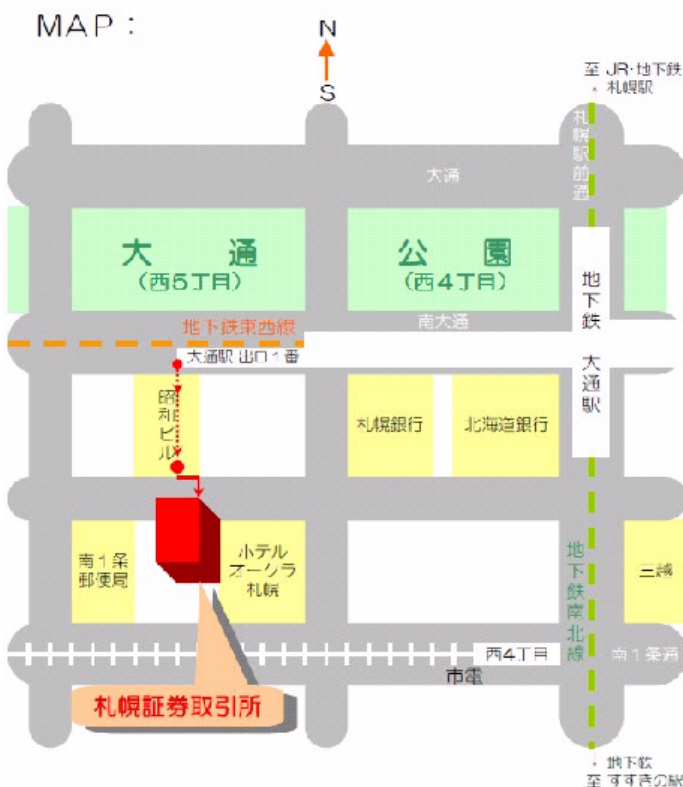 MAP：
N
S
至 JR・地下鉄
札幌駅
札幌駅前通
大通
大　通　公　園
(西5丁目)
(西4丁目)
地下鉄　大通駅
地下鉄東西線
南大通
大通駅 出口1番
昭和ビル
札幌銀行
北海道銀行
南1条
郵便局
ホテル
オークラ
札幌
地下鉄南北線
三越
西4丁目
南1条通
市電
札幌証券取引所
地下鉄
至 すすきの駅